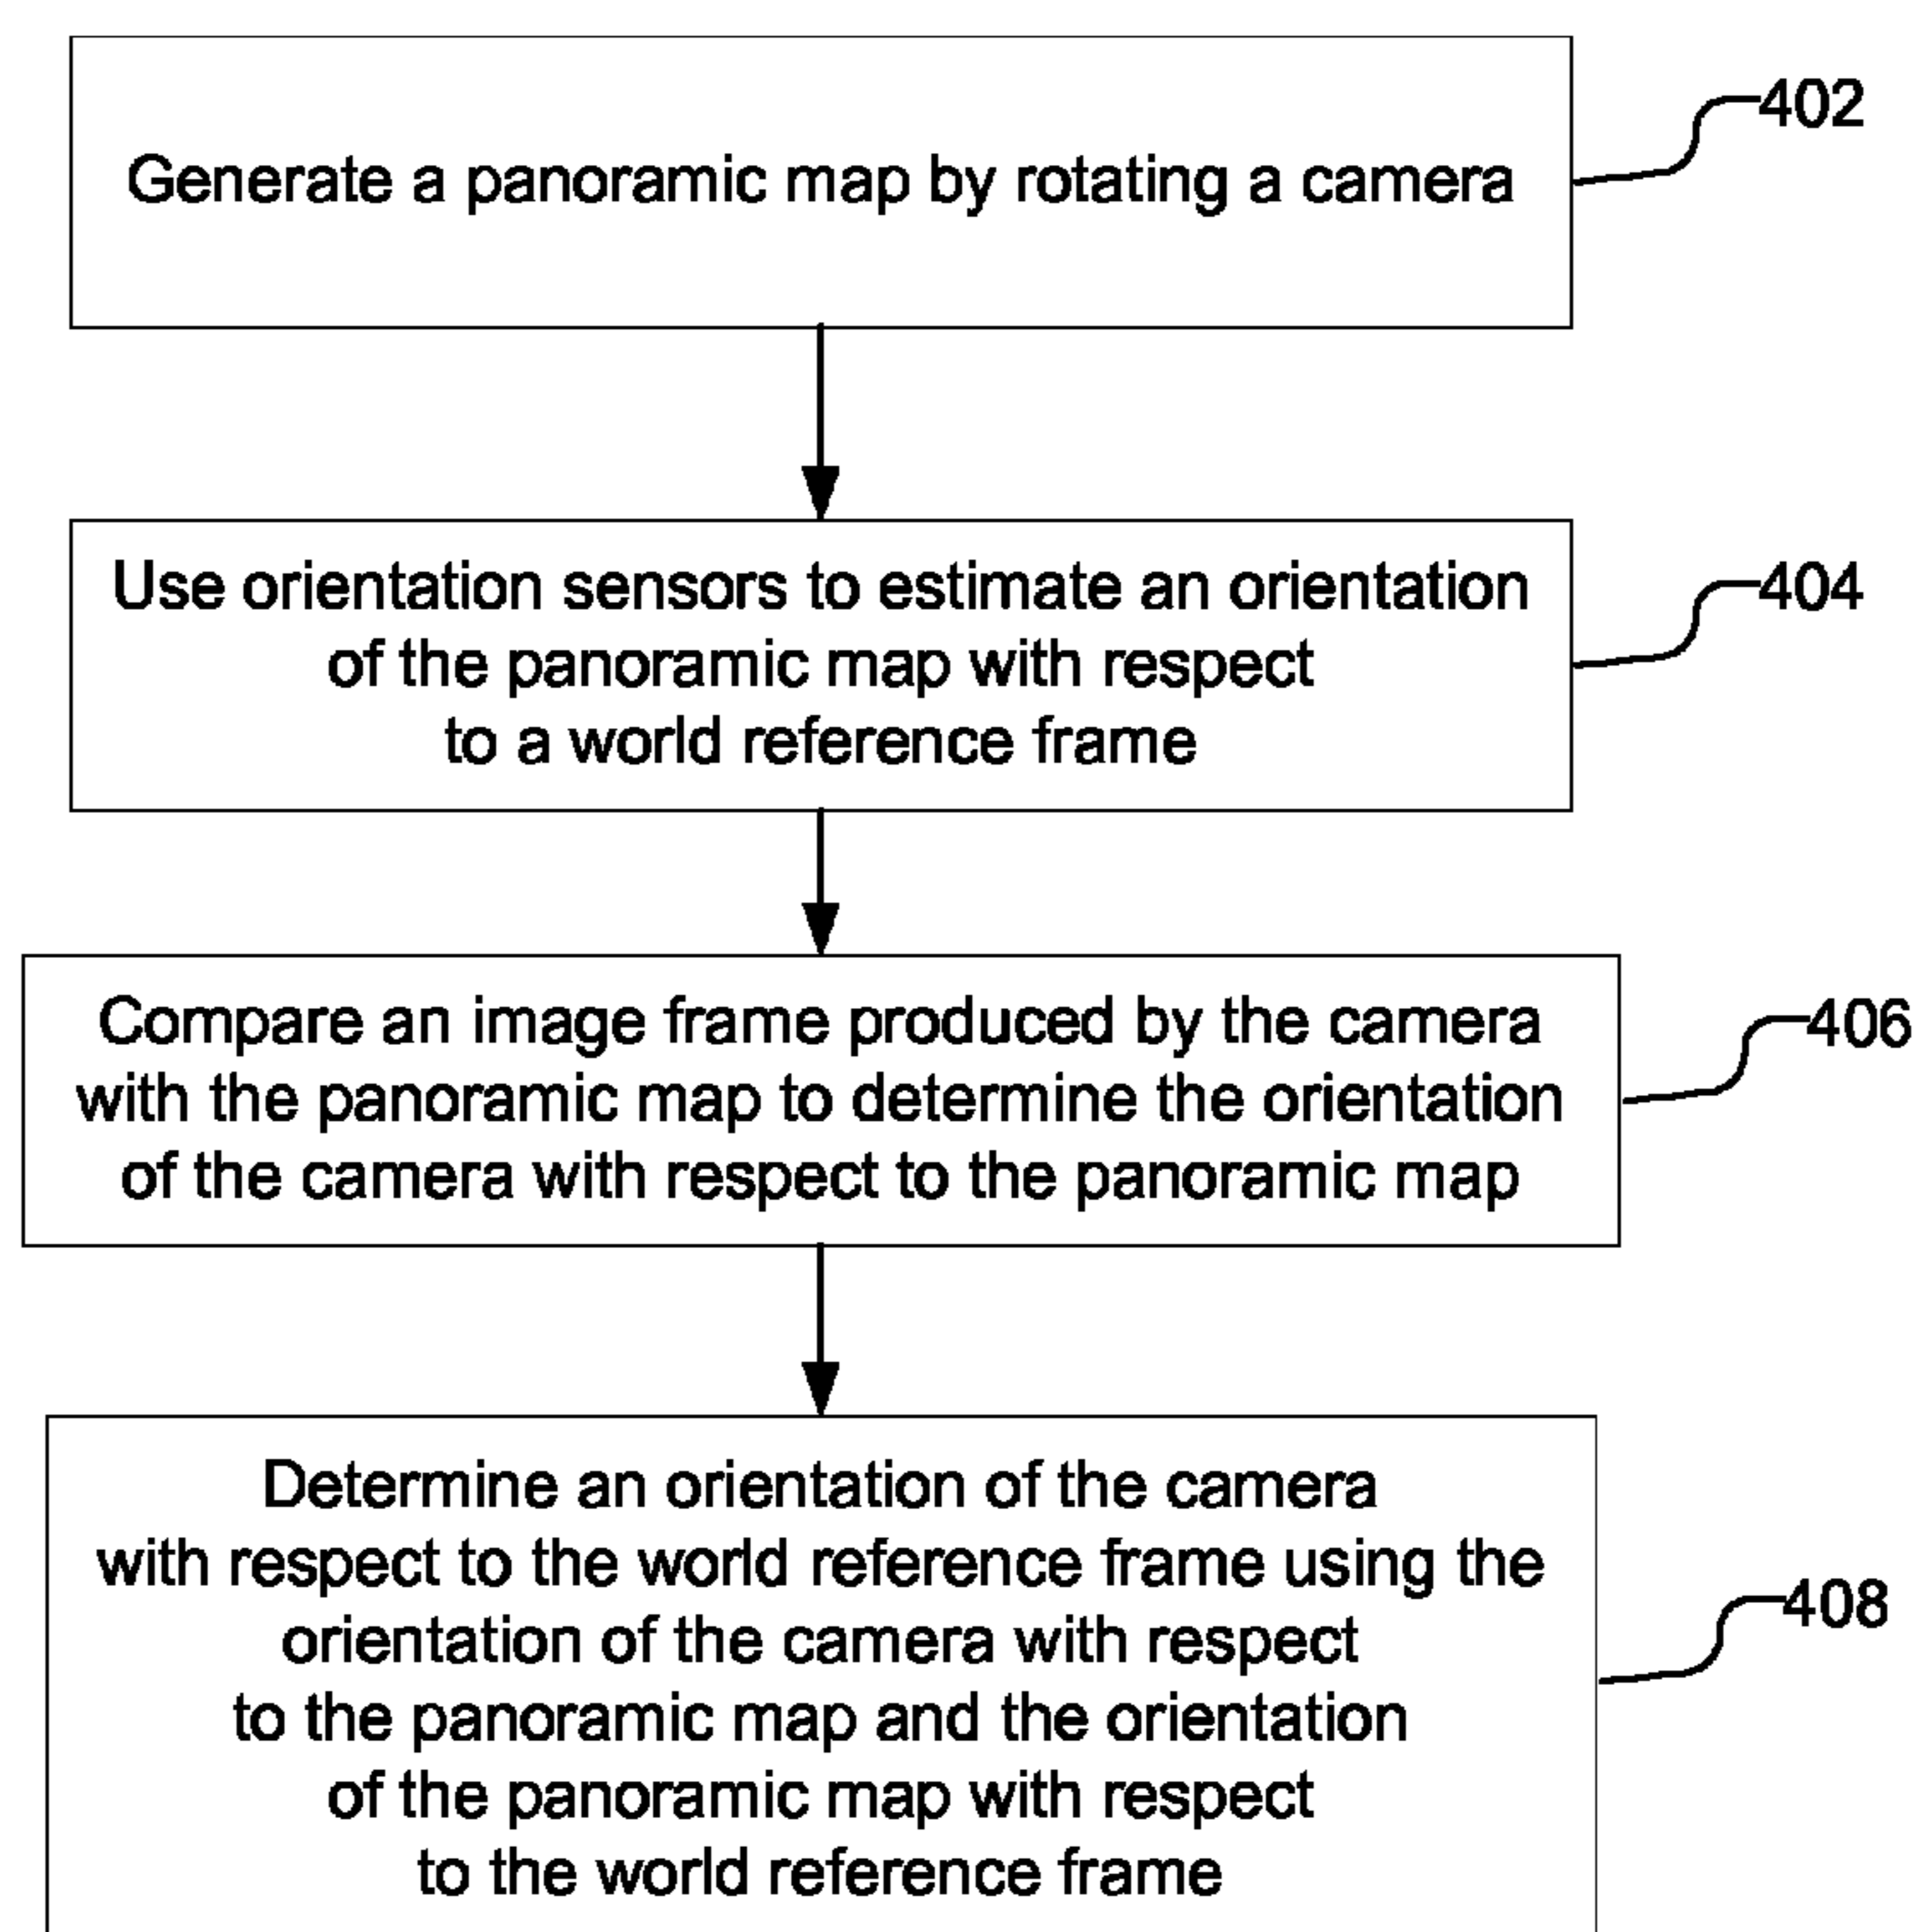 Generate a panoramic map by rotating a camera
402
Use orientation sensors to estimate an orientation
of the panoramic map with respect
to a world reference frame
404
Compare an image frame produced by the camera
with the panoramic map to determine the orientation
of the camera with respect to the panoramic map
406
Determine an orientation of the camera
with respect to the world reference frame using the
orientation of the camera with respect
to the panoramic map and the orientation
of the panoramic map with respect
to the world reference frame
408